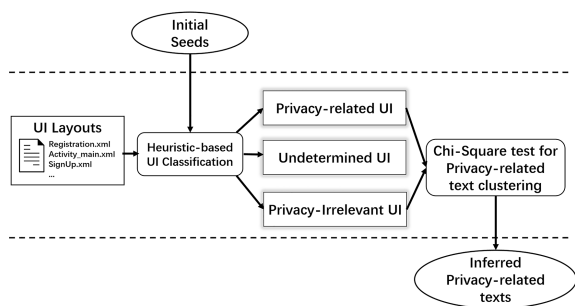 Initial
Seeds
UI Layouts
Registration.xml
Activity_main.xml
SignUp.xml
...
Heuristic-based
UI Classification
Privacy-related UI
Undetermined UI
Privacy-Irrelevant UI
Chi-Square test for
Privacy-related
text clustering
Inferred
Privacy-related
texts